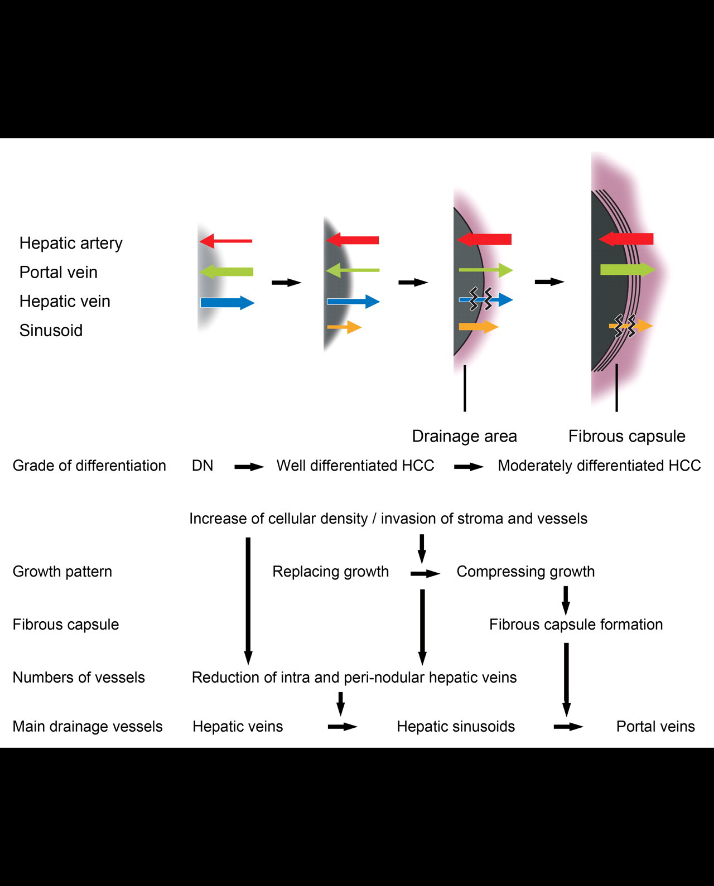 Hepatic artery
Portal vein
Hepatic vein
Sinusoid
Drainage area
Fibrous capsule
Grade of differentiation DN Well differentiated HCC Moderately differentiated HCC
Increase of cellular density / invasion of stroma and vessels
Growth pattern Replacing growth Compressing growth
Fibrous capsule Fibrous capsule formation
Numbers of vessels Reduction of intra and peri-nodular hepatic veins
Main drainage vessels Hepatic veins Hepatic sinusoids Portal veins